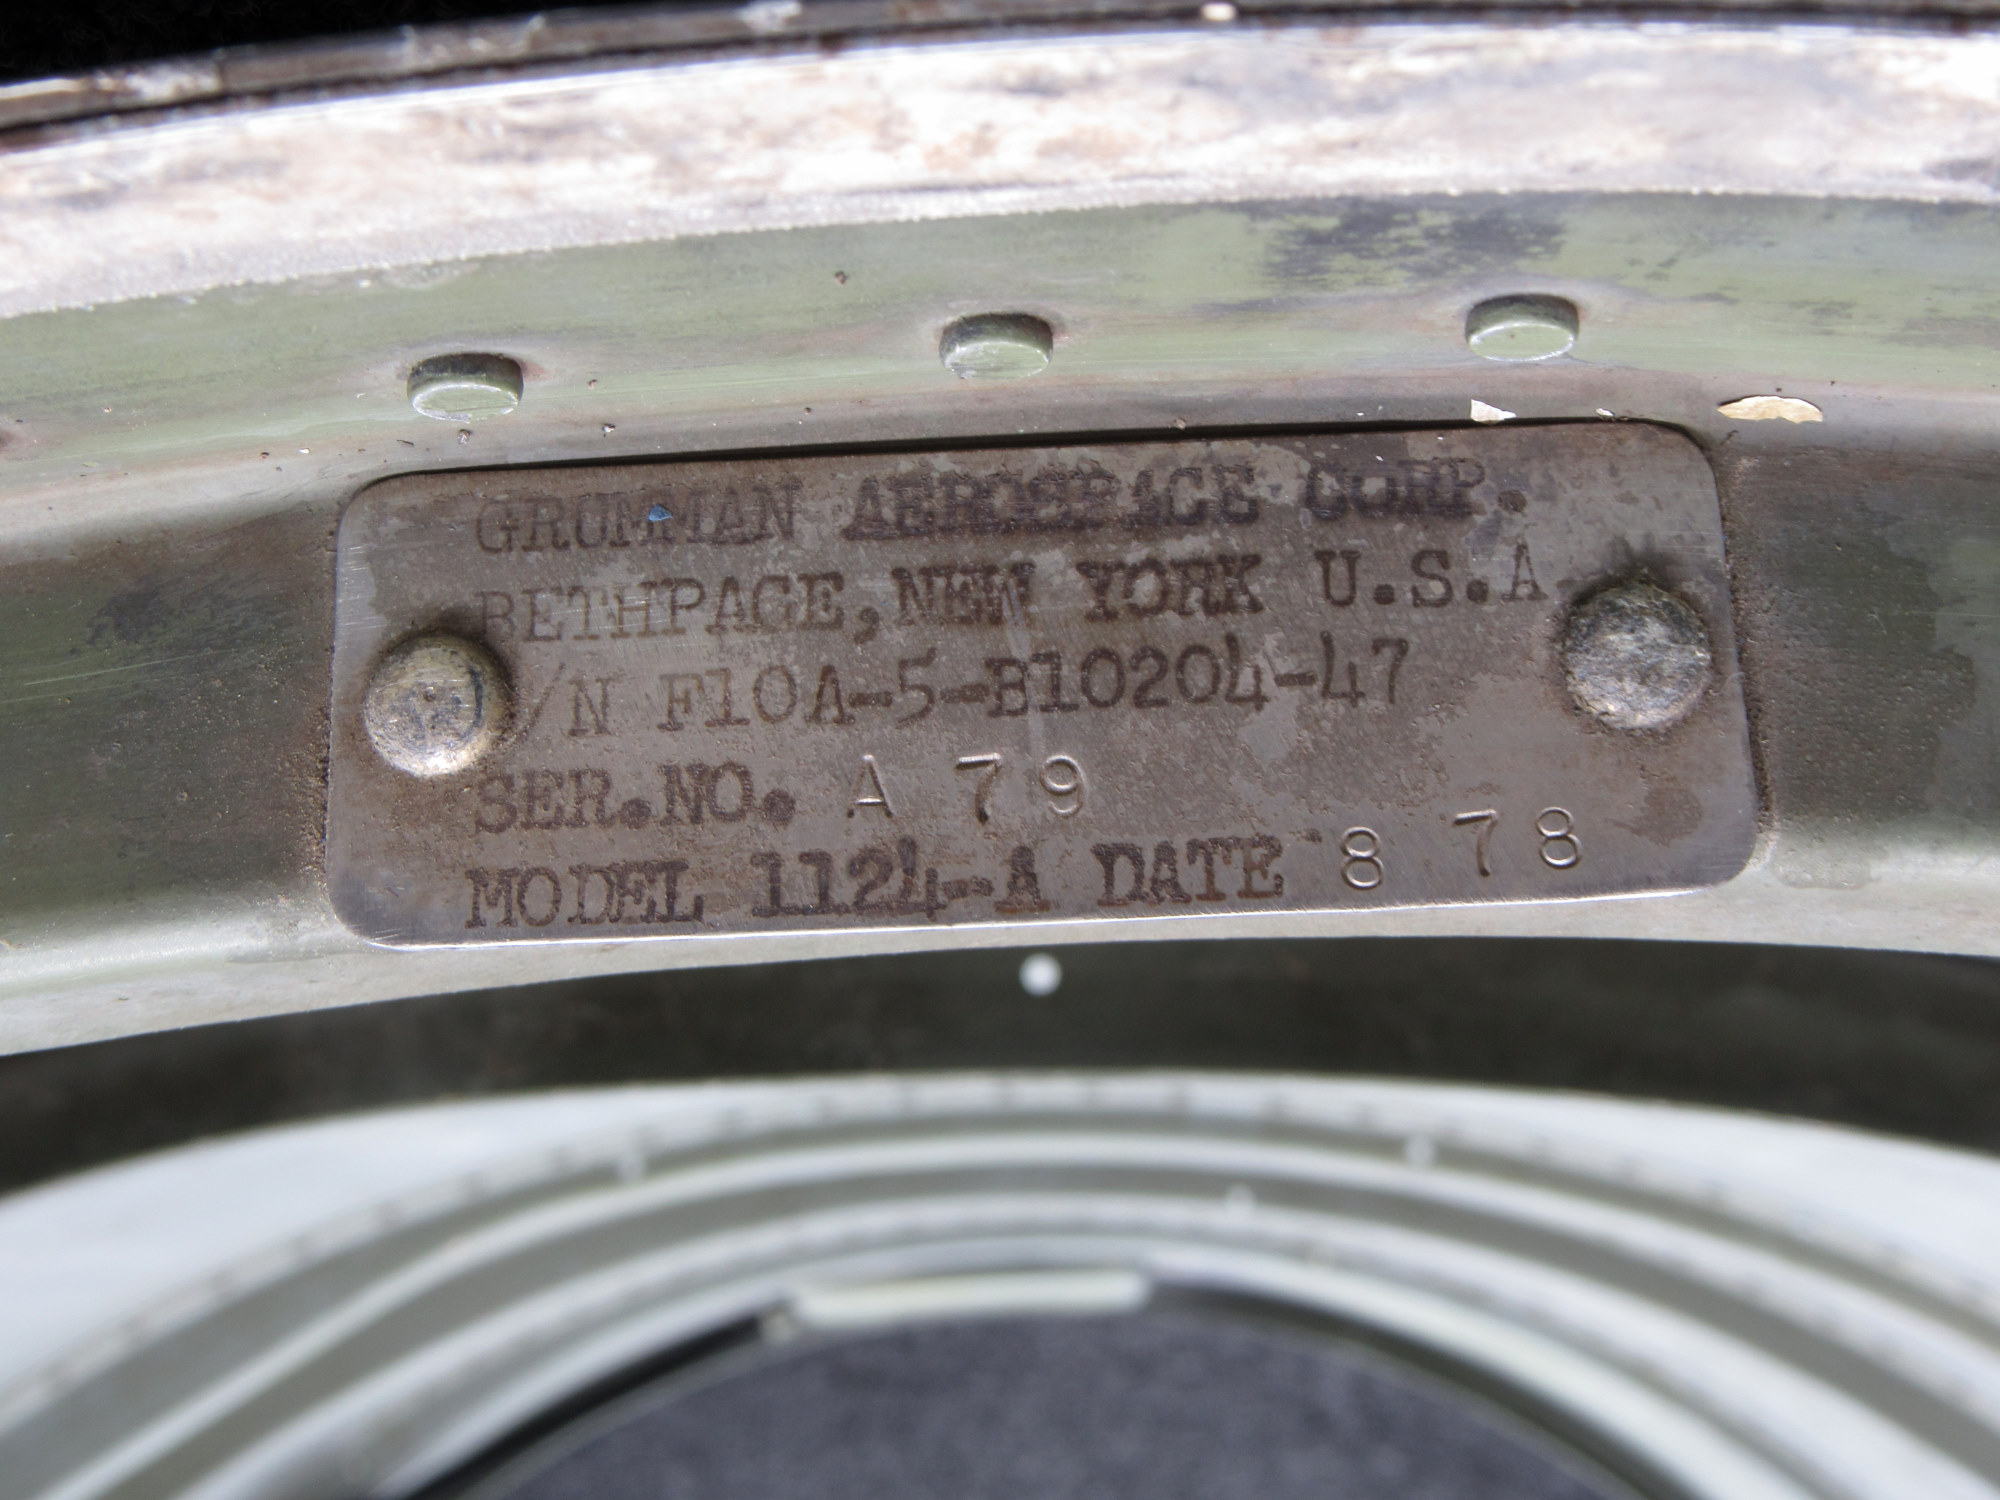 GRUMMAN AEROSPACE CORP.
BETHPAGE, NEW YORK U.S.A
/N F10A-5-B10204-47
SER.NO. A 79
MODEL 1124-A DATE 8 78